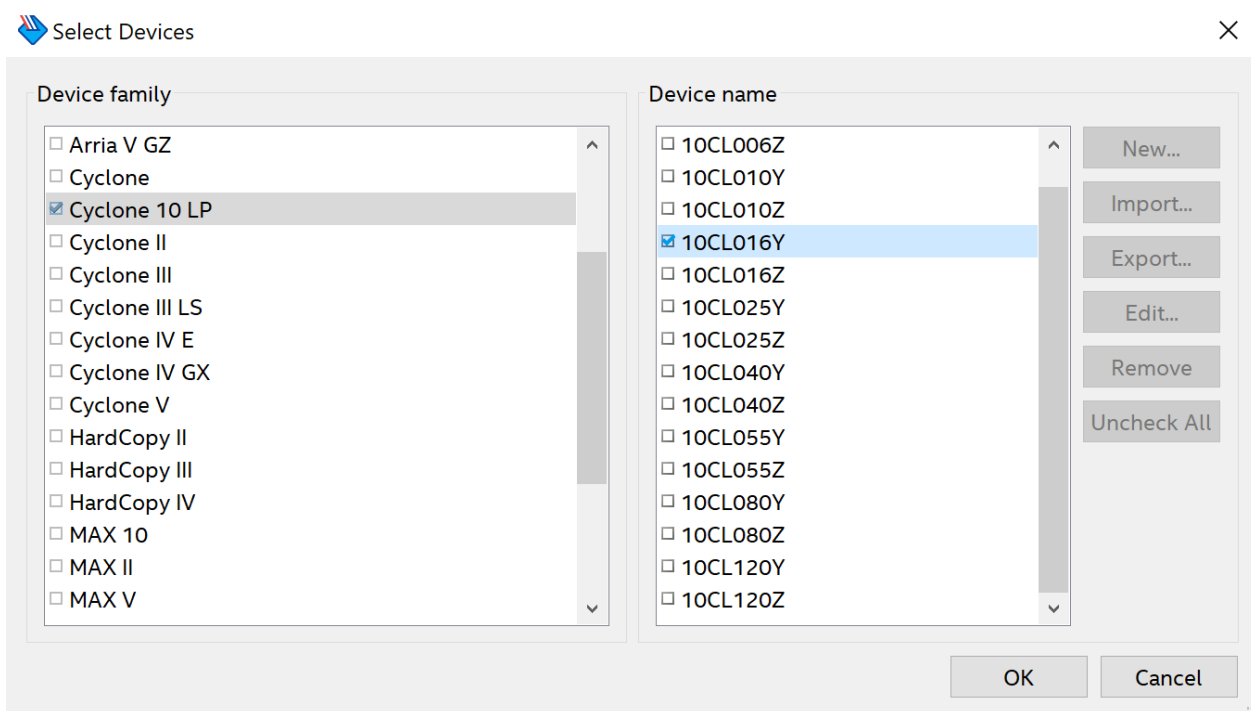 Select Devices
Device family
Arria V GZ
Cyclone
Cyclone 10 LP
Cyclone II
Cyclone III
Cyclone III LS
Cyclone IV E
Cyclone IV GX
Cyclone V
HardCopy II
HardCopy III
HardCopy IV
MAX 10
MAX II
MAX V
Device name
10CL006Z
10CL010Y
10CL010Z
10CL016Y
10CL016Z
10CL025Y
10CL025Z
10CL040Y
10CL040Z
10CL055Y
10CL055Z
10CL080Y
10CL080Z
10CL120Y
10CL120Z
New...
Import...
Export...
Edit...
Remove
Uncheck All
OK
Cancel